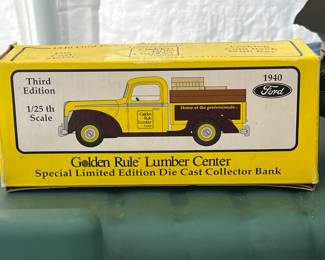 Third
Edition
1/25 th
Scale
1940
Ford
Home of the professionals...
Golden
Rule
Lumber
Golden Rule Lumber Center
Special Limited Edition Die Cast Collector Bank